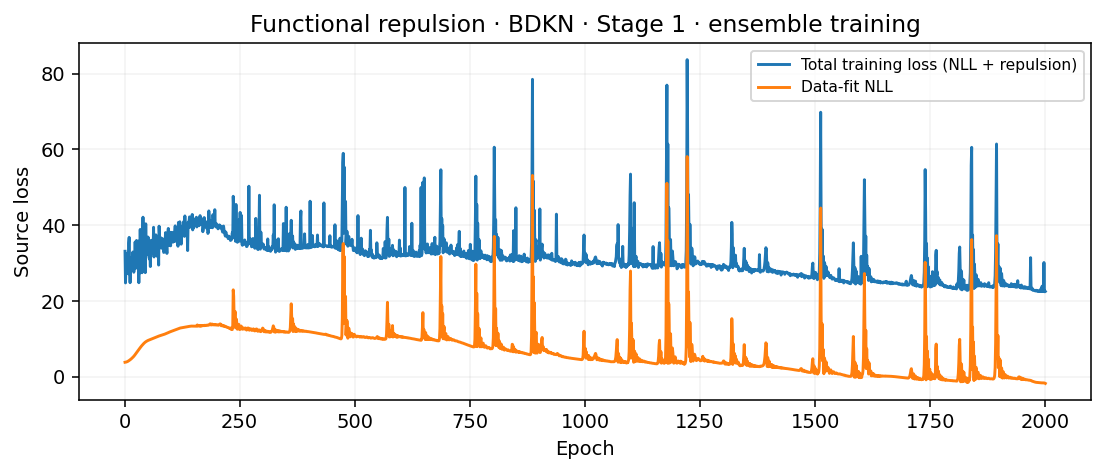 Functional repulsion · BDKN · Stage 1 · ensemble training
Total training loss (NLL + repulsion)
Data-fit NLL
Source loss
80
60
40
20
0
0 250 500 750 1000 1250 1500 1750 2000
Epoch